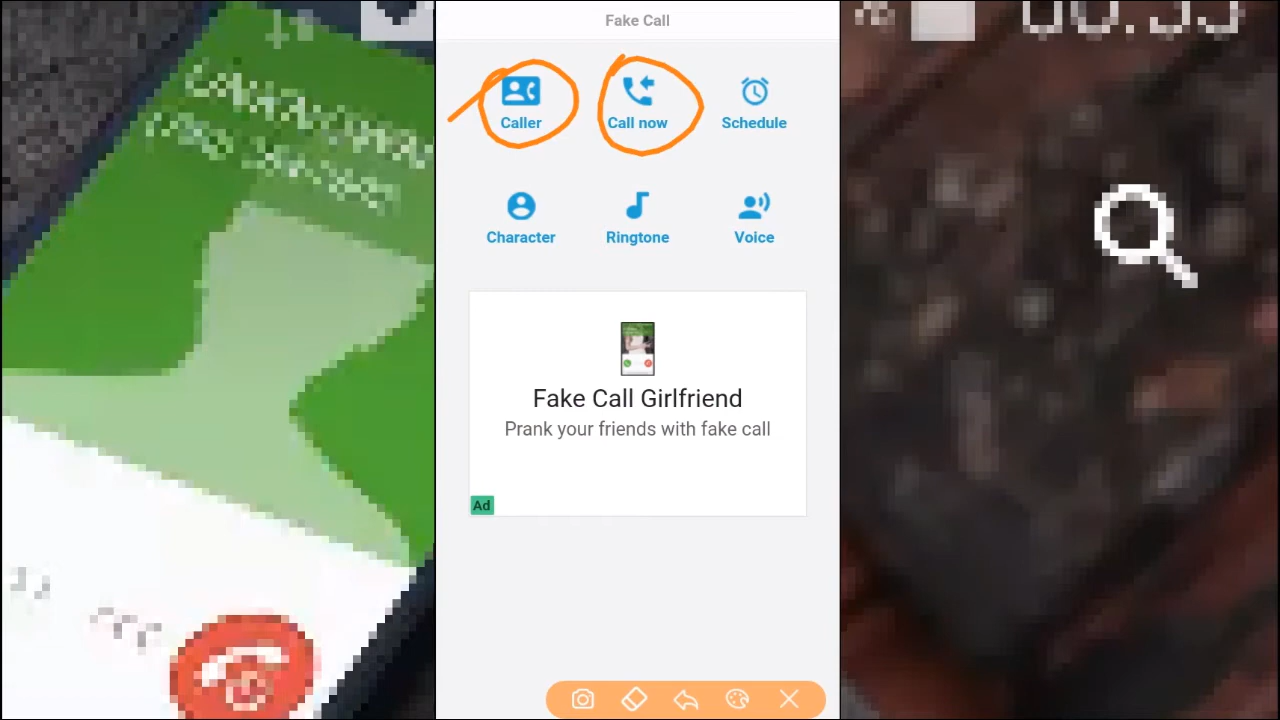 Fake Call
Caller
Call now
Schedule
Character
Ringtone
Voice
Fake Call Girlfriend
Prank your friends with fake call
Ad